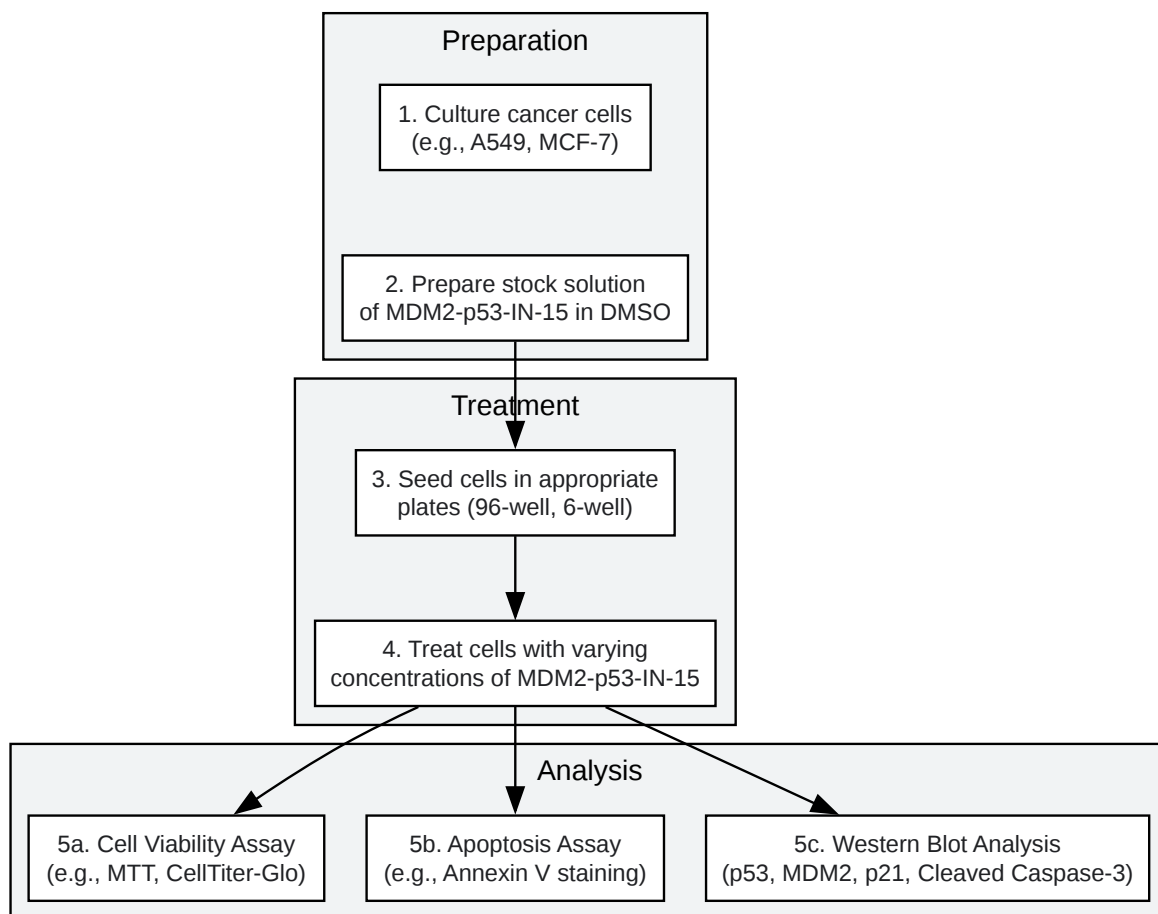 Preparation
1. Culture cancer cells
(e.g., A549, MCF-7)
2. Prepare stock solution
of MDM2-p53-IN-15 in DMSO
Treatment
3. Seed cells in appropriate
plates (96-well, 6-well)
4. Treat cells with varying
concentrations of MDM2-p53-IN-15
Analysis
5a. Cell Viability Assay
(e.g., MTT, CellTiter-Glo)
5b. Apoptosis Assay
(e.g., Annexin V staining)
5c. Western Blot Analysis
(p53, MDM2, p21, Cleaved Caspase-3)